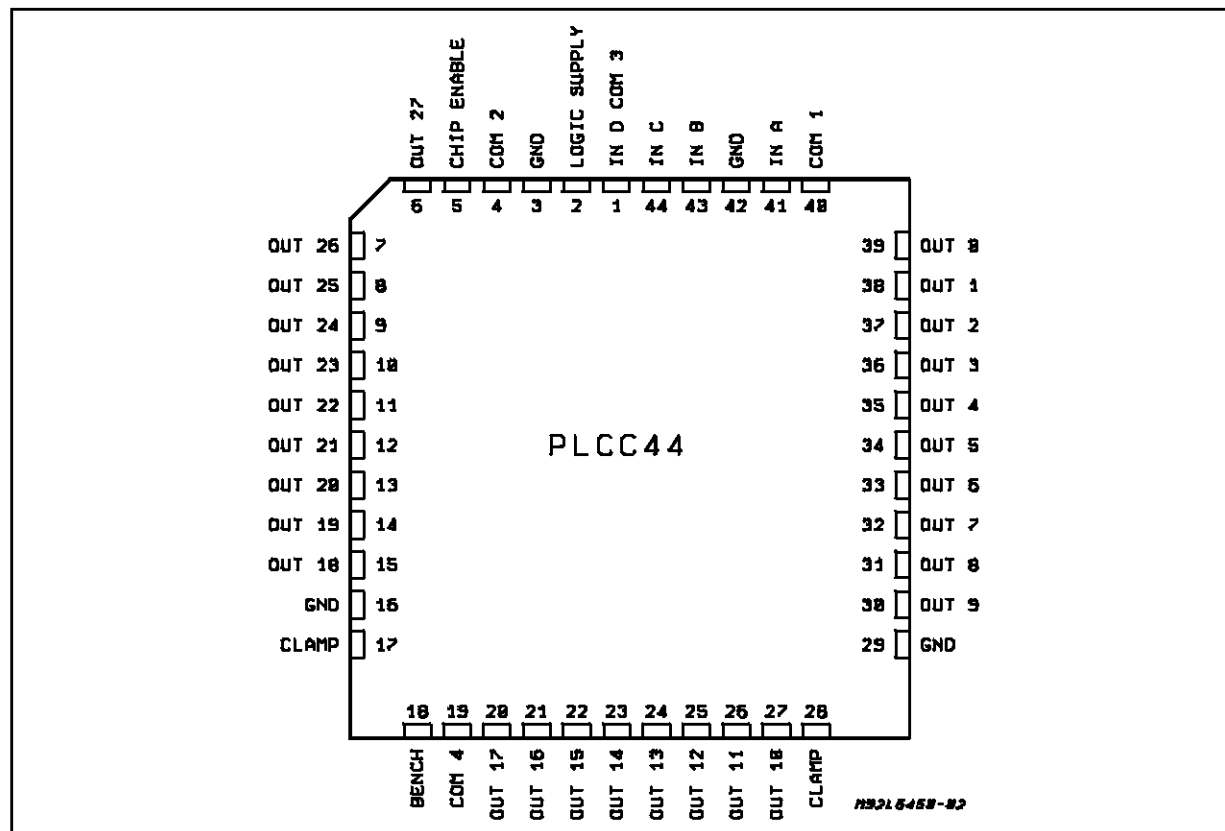 OUT 27
CHIP ENABLE
COM 2
GND
LOGIC SUPPLY
IN D COM 3
IN C
IN B
GND
IN A
COM 1
6 5 4 3 2 1 44 43 42 41 40
OUT 26 7
OUT 25 8
OUT 24 9
OUT 23 10
OUT 22 11
OUT 21 12
OUT 20 13
OUT 19 14
OUT 18 15
GND 16
CLAMP 17
PLCC44
39 OUT 0
38 OUT 1
37 OUT 2
36 OUT 3
35 OUT 4
34 OUT 5
33 OUT 6
32 OUT 7
31 OUT 8
30 OUT 9
29 GND
18 19 20 21 22 23 24 25 26 27 28
BENCH
COM 4
OUT 17
OUT 16
OUT 15
OUT 14
OUT 13
OUT 12
OUT 11
OUT 10
CLAMP